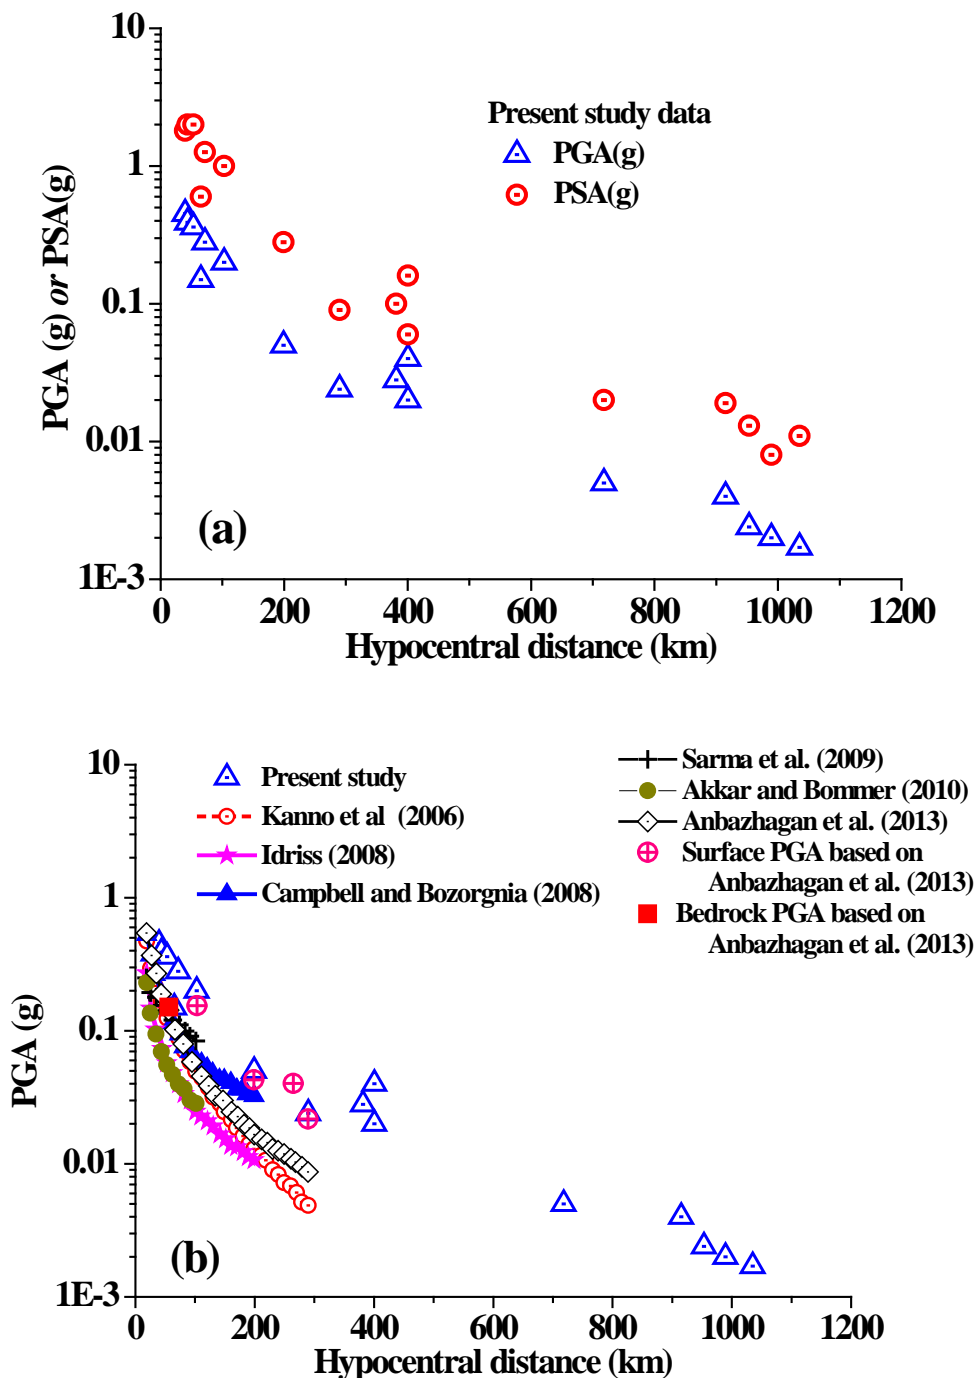 10
1
0.1
0.01
1E-3
PGA (g) or PSA(g)
Present study data
PGA(g)
PSA(g)
(a)
0 200 400 600 800 1000 1200
Hypocentral distance (km)
10
1
0.1
0.01
1E-3
PGA (g)
Present study
Kanno et al (2006)
Idriss (2008)
Campbell and Bozorgnia (2008)
Sarma et al. (2009)
Akkar and Bommer (2010)
Anbazhagan et al. (2013)
Surface PGA based on
Anbazhagan et al. (2013)
Bedrock PGA based on
Anbazhagan et al. (2013)
(b)
0 200 400 600 800 1000 1200
Hypocentral distance (km)